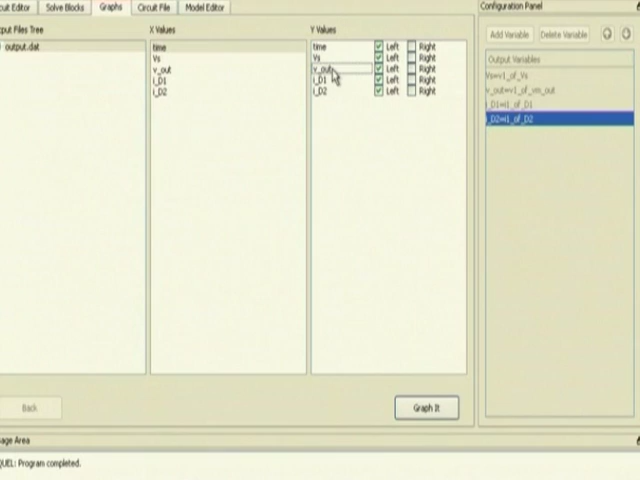 cuit Editor Solve Blocks Graphs Circuit File Model Editor
Configuration Panel
put Files Tree X Values Y Values
output.dat
time
Vs
v_out
i_D1
i_D2
time Left Right
Vs Left Right
v_out Left Right
i_D1 Left Right
i_D2 Left Right
Add Variable Delete Variable
Output Variables
Vs=v1_of_Vs
v_out=v1_of_vm_out
i_D1=i1_of_D1
i_D2=i1_of_D2
Back Graph It
sage Area
QUEL: Program completed.